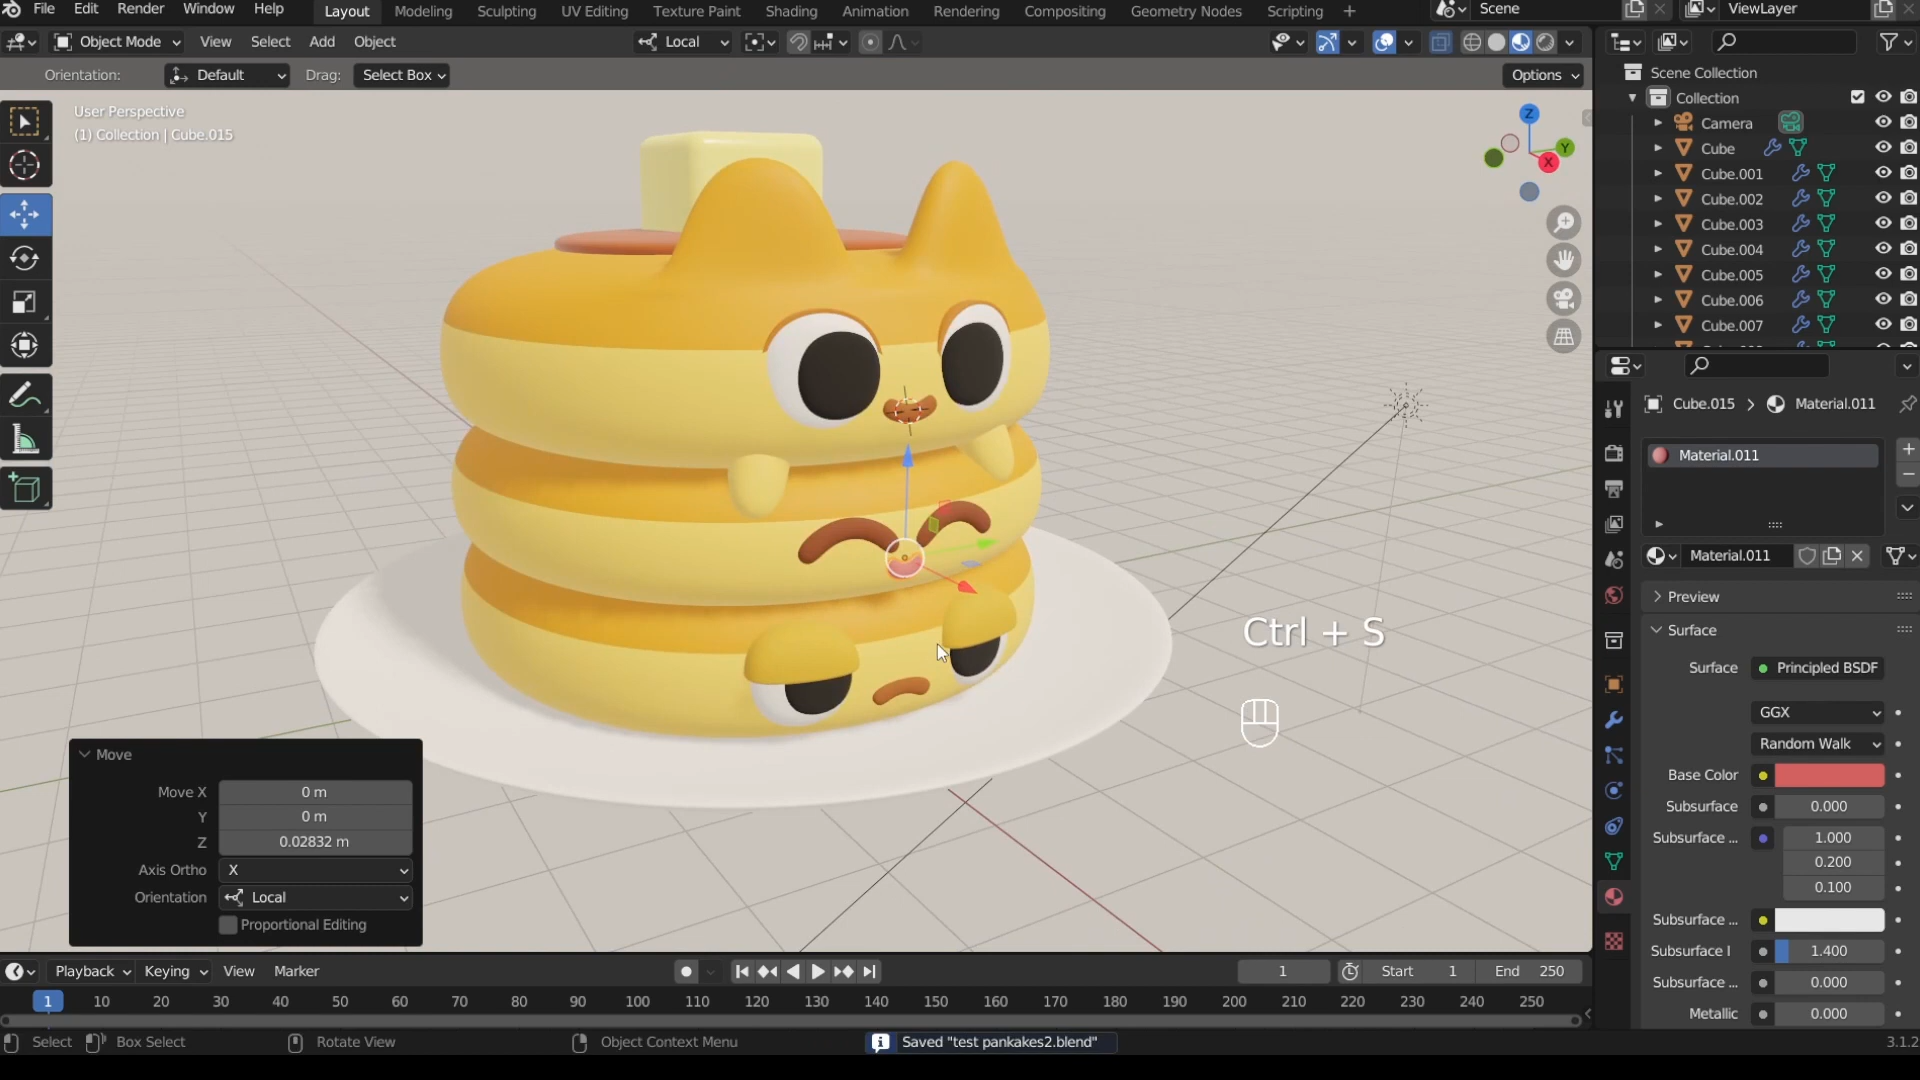 File Edit Render Window Help Layout Modeling Sculpting UV Editing Texture Paint Shading Animation Rendering Compositing Geometry Nodes Scripting + Scene ViewLayer
Object Mode View Select Add Object Local
Orientation: Default Drag: Select Box Options
User Perspective
(1) Collection | Cube.015
Z
Y
X
Scene Collection
Collection
Camera
Cube
Cube.001
Cube.002
Cube.003
Cube.004
Cube.005
Cube.006
Cube.007
Cube.015 > Material.011
Material.011
Material.011
Preview
Surface
Surface Principled BSDF
GGX
Random Walk
Base Color
Subsurface 0.000
Subsurface ... 1.000
0.200
0.100
Subsurface ...
Subsurface I 1.400
Subsurface ... 0.000
Metallic 0.000
Ctrl + S
Move
Move X 0 m
Y 0 m
Z 0.02832 m
Axis Ortho X
Orientation Local
Proportional Editing
Playback Keying View Marker 1 Start 1 End 250
1 10 20 30 40 50 60 70 80 90 100 110 120 130 140 150 160 170 180 190 200 210 220 230 240 250
Select Box Select Rotate View Object Context Menu Saved "test pankakes2.blend" 3.1.2